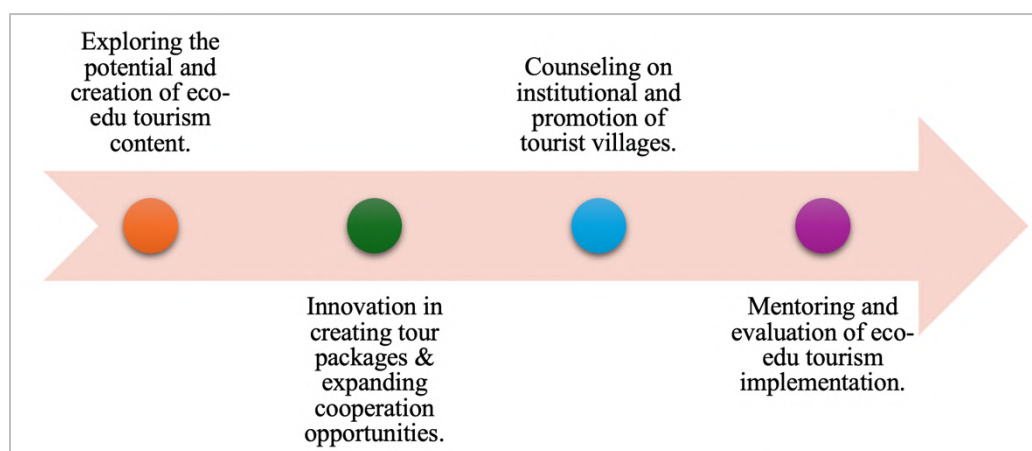 Exploring the
potential and
creation of eco-
edu tourism
content.
Innovation in
creating tour
packages &
expanding
cooperation
opportunities.
Counseling on
institutional and
promotion of
tourist villages.
Mentoring and
evaluation of eco-
edu tourism
implementation.